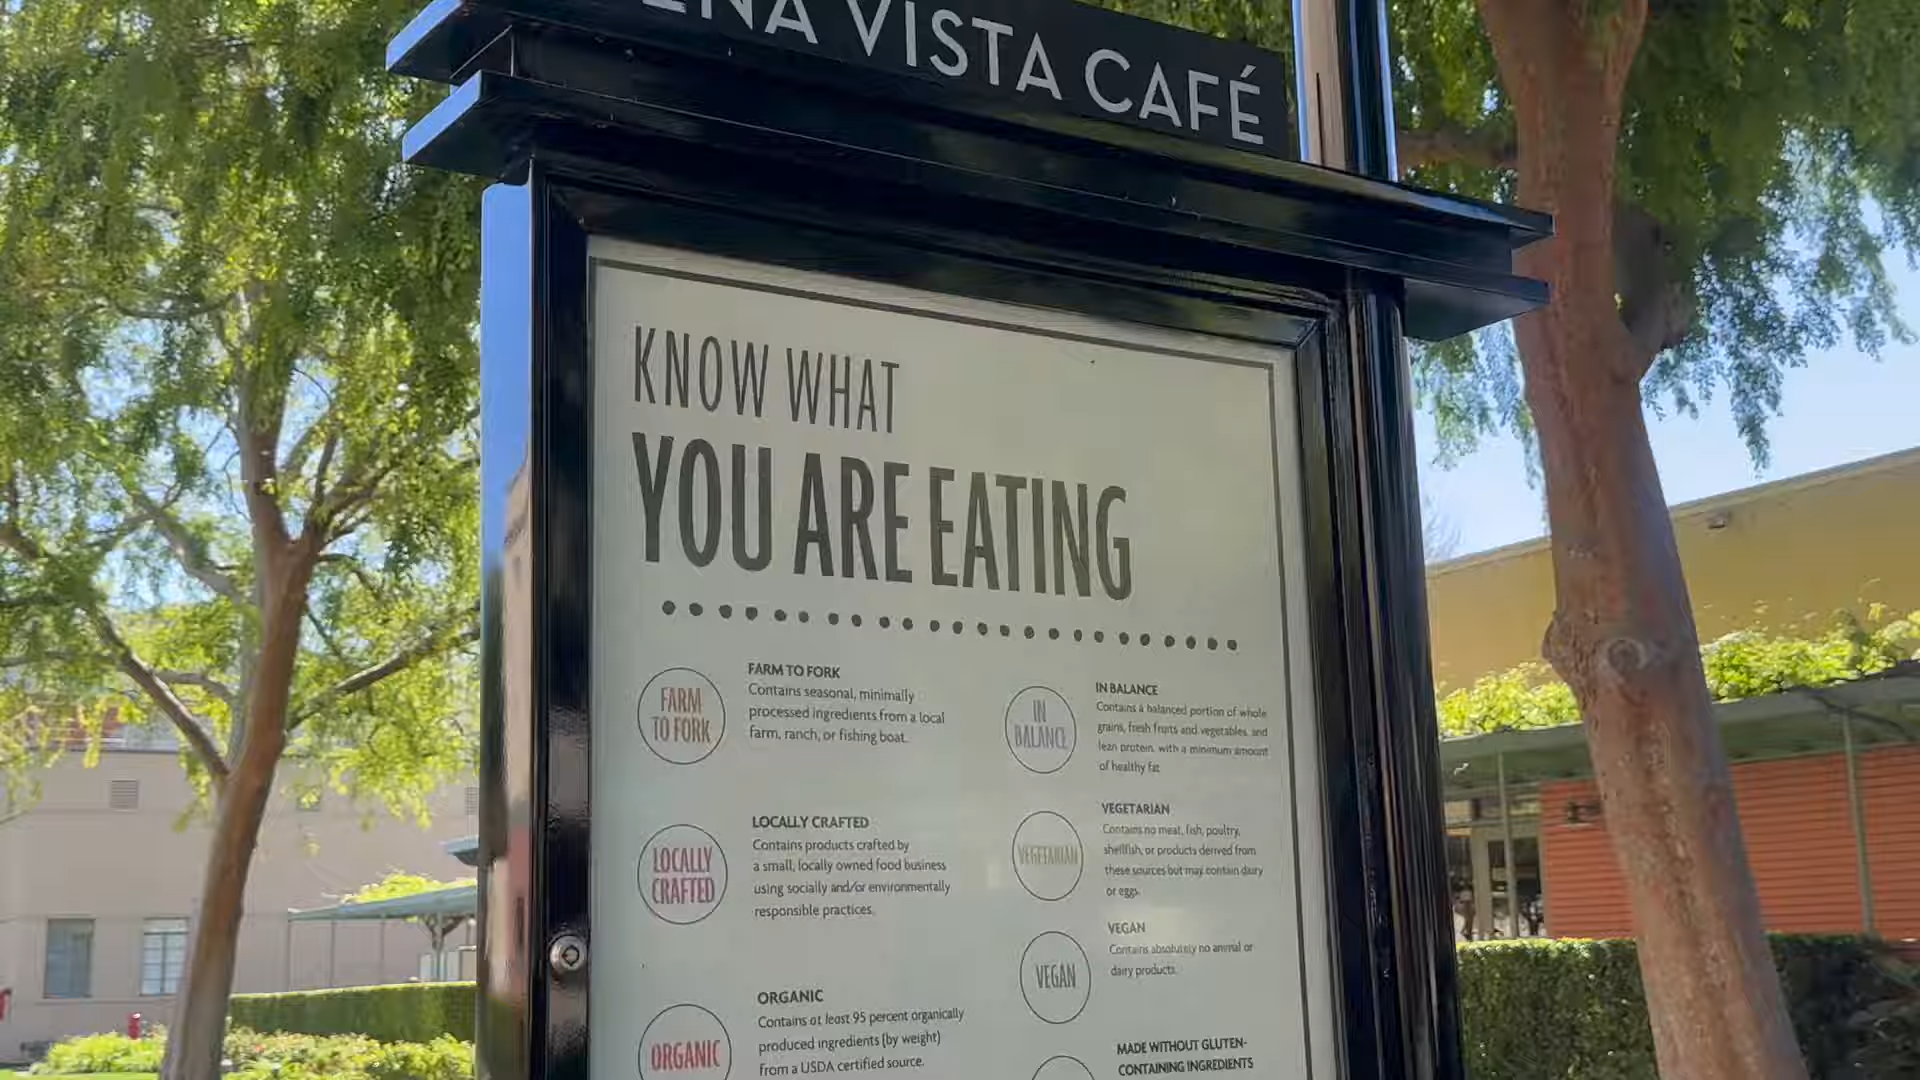 ENA VISTA CAFÉ
KNOW WHAT
YOU ARE EATING
FARM
TO FORK
FARM TO FORK
Contains seasonal, minimally
processed ingredients from a local
farm, ranch, or fishing boat.
LOCALLY
CRAFTED
LOCALLY CRAFTED
Contains products crafted by
a small, locally owned food business
using socially and/or environmentally
responsible practices.
ORGANIC
ORGANIC
Contains at least 95 percent organically
produced ingredients (by weight)
from a USDA certified source.
IN
BALANCE
IN BALANCE
Contains a balanced portion of whole
grains, fresh fruits and vegetables, and
lean protein, with a minimum amount
of healthy fat.
VEGETARIAN
VEGETARIAN
Contains no meat, fish, poultry,
shellfish, or products derived from
these sources but may contain dairy
or eggs.
VEGAN
VEGAN
Contains absolutely no animal or
dairy products.
MADE WITHOUT GLUTEN-
CONTAINING INGREDIENTS